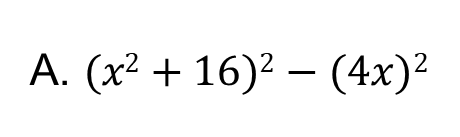 A. (x² + 16)² − (4x)²